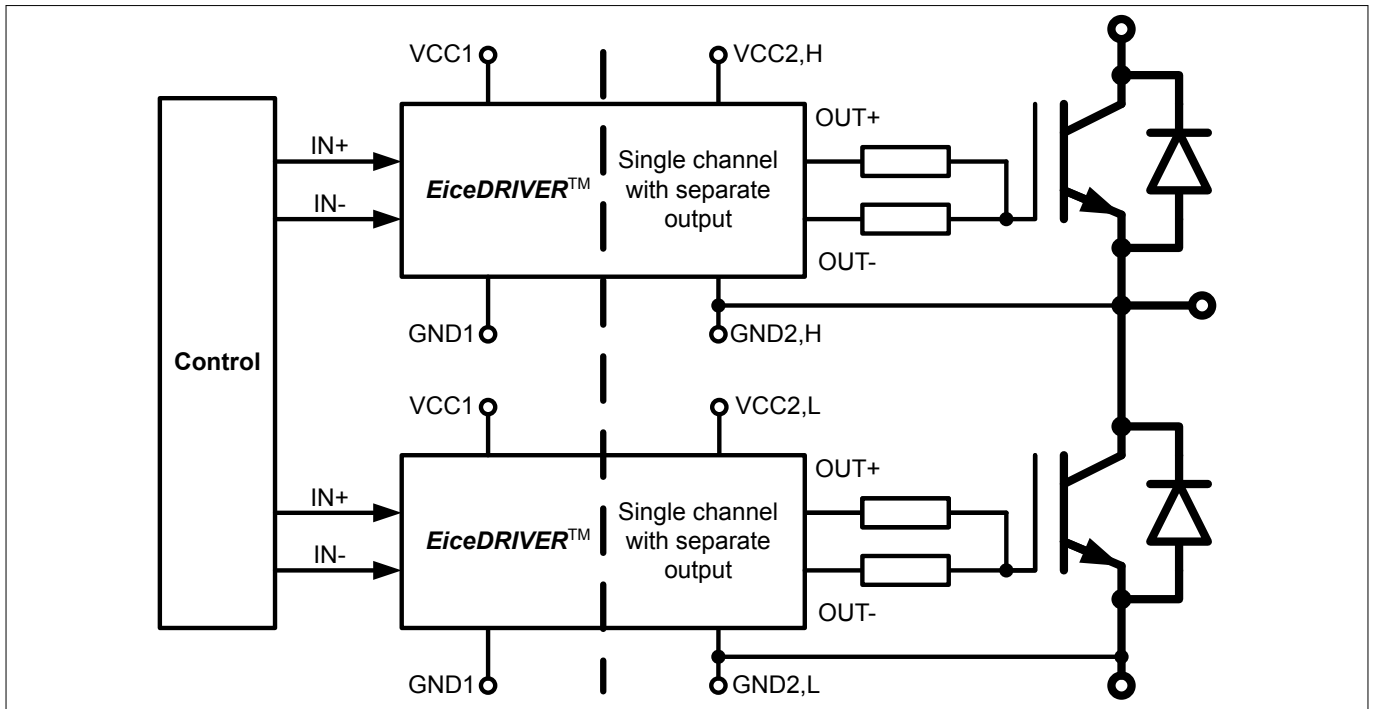 VCC1
VCC2,H
OUT+
IN+
IN-
EiceDRIVER™
Single channel
with separate
output
OUT-
GND1
GND2,H
Control
VCC1
VCC2,L
OUT+
IN+
IN-
EiceDRIVER™
Single channel
with separate
output
OUT-
GND1
GND2,L